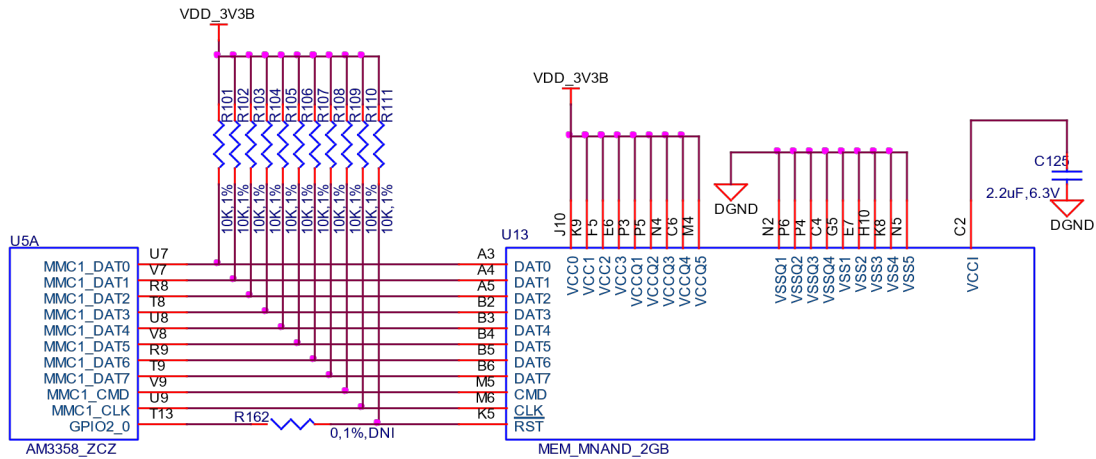 VDD_3V3B
R101
R102
R103
R104
R105
R106
R107
R108
R109
R110
R111
10K,1%
10K,1%
10K,1%
10K,1%
10K,1%
10K,1%
10K,1%
10K,1%
10K,1%
10K,1%
10K,1%
VDD_3V3B
DGND
C125
2.2uF,6.3V
DGND
U5A
MMC1_DAT0 U7
MMC1_DAT1 V7
MMC1_DAT2 R8
MMC1_DAT3 T8
MMC1_DAT4 U8
MMC1_DAT5 V8
MMC1_DAT6 R9
MMC1_DAT7 T9
MMC1_CMD V9
MMC1_CLK U9
GPIO2_0 T13
AM3358_ZCZ
R162
0,1%,DNI
U13
J10 VCC0
K9 VCC1
F5 VCC2
E6 VCC3
P3 VCCQ1
P5 VCCQ2
N4 VCCQ3
C6 VCCQ4
M4 VCCQ5
N2 VSSQ1
P6 VSSQ2
P4 VSSQ3
C4 VSSQ4
G5 VSS1
E7 VSS2
H10 VSS3
K8 VSS4
N5 VSS5
C2 VCCI
A3 DAT0
A4 DAT1
A5 DAT2
B2 DAT3
B3 DAT4
B4 DAT5
B5 DAT6
B6 DAT7
M5 CMD
M6 CLK
K5 RST
MEM_MNAND_2GB